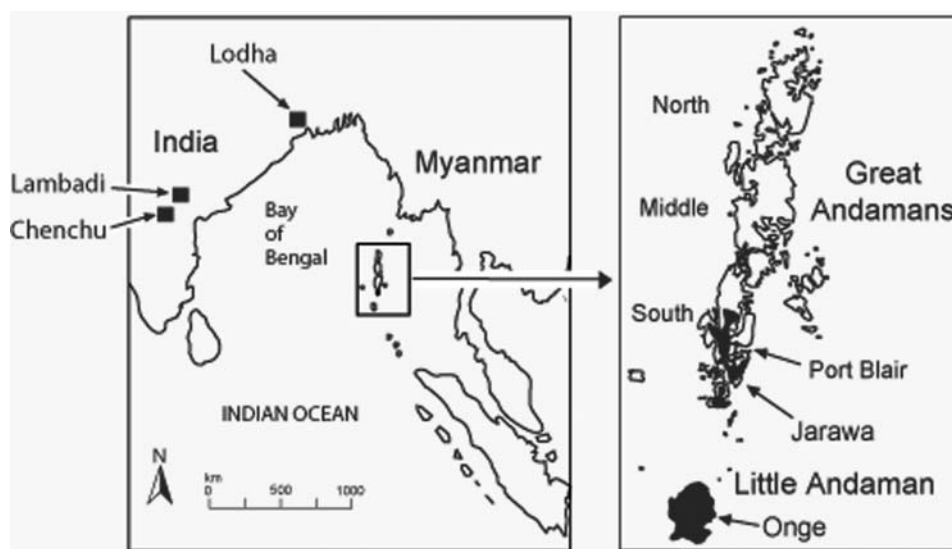 Lodha
India
Myanmar
Lambadi
Chenchu
Bay
of
Bengal
INDIAN OCEAN
N
km
0 500 1000
North
Great
Andamans
Middle
South
Port Blair
Jarawa
Little Andaman
Onge